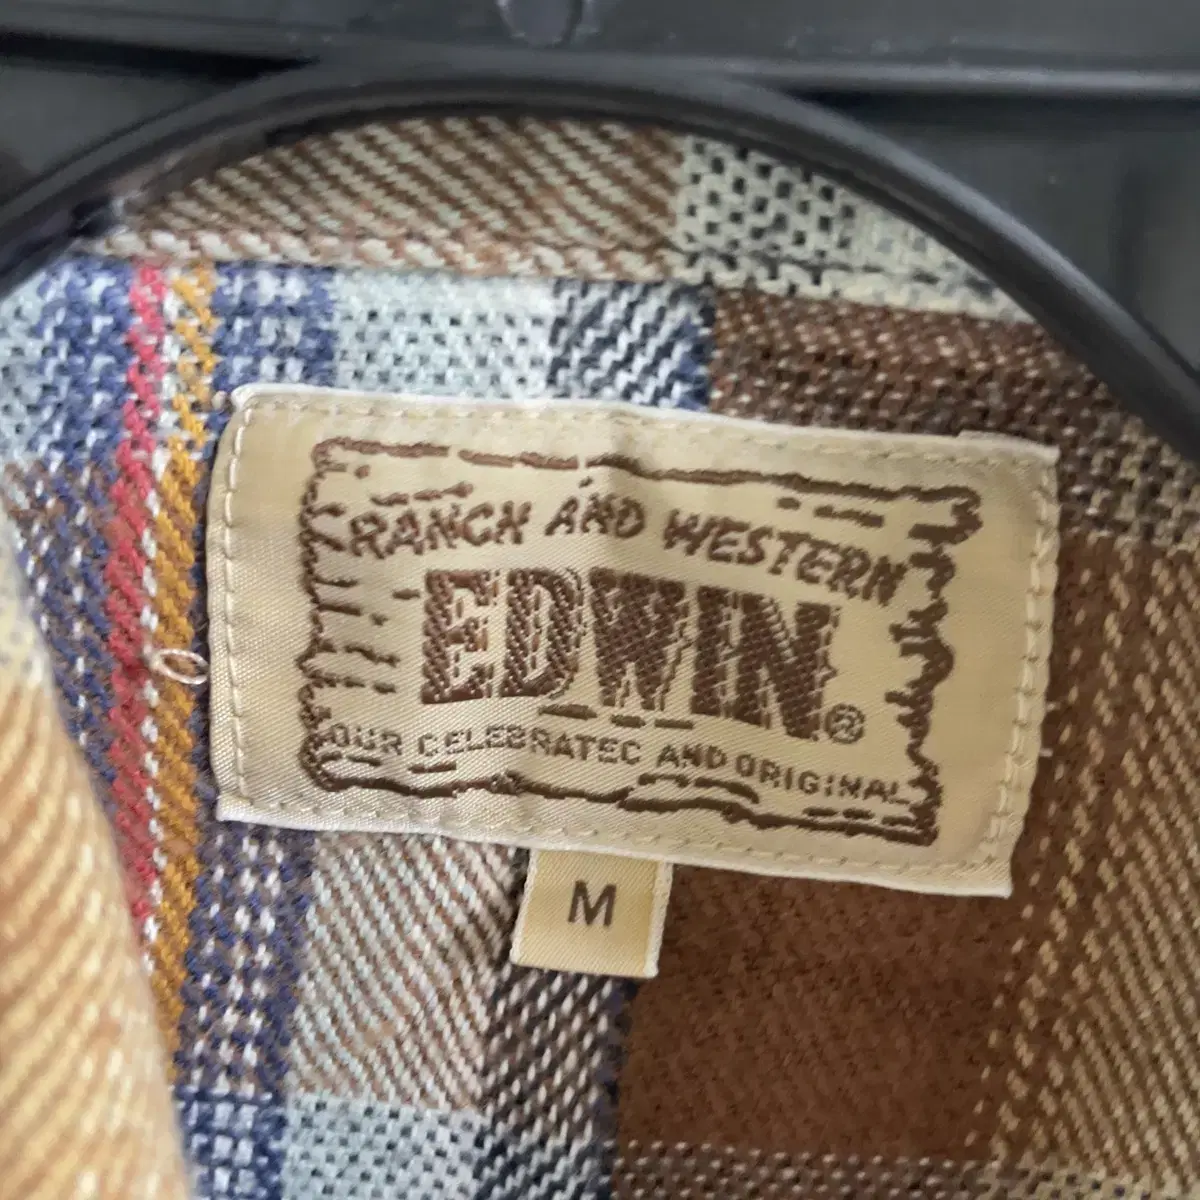 RANCH AND WESTERN
EDWIN®
OUR CELEBRATEC AND ORIGINAL
M